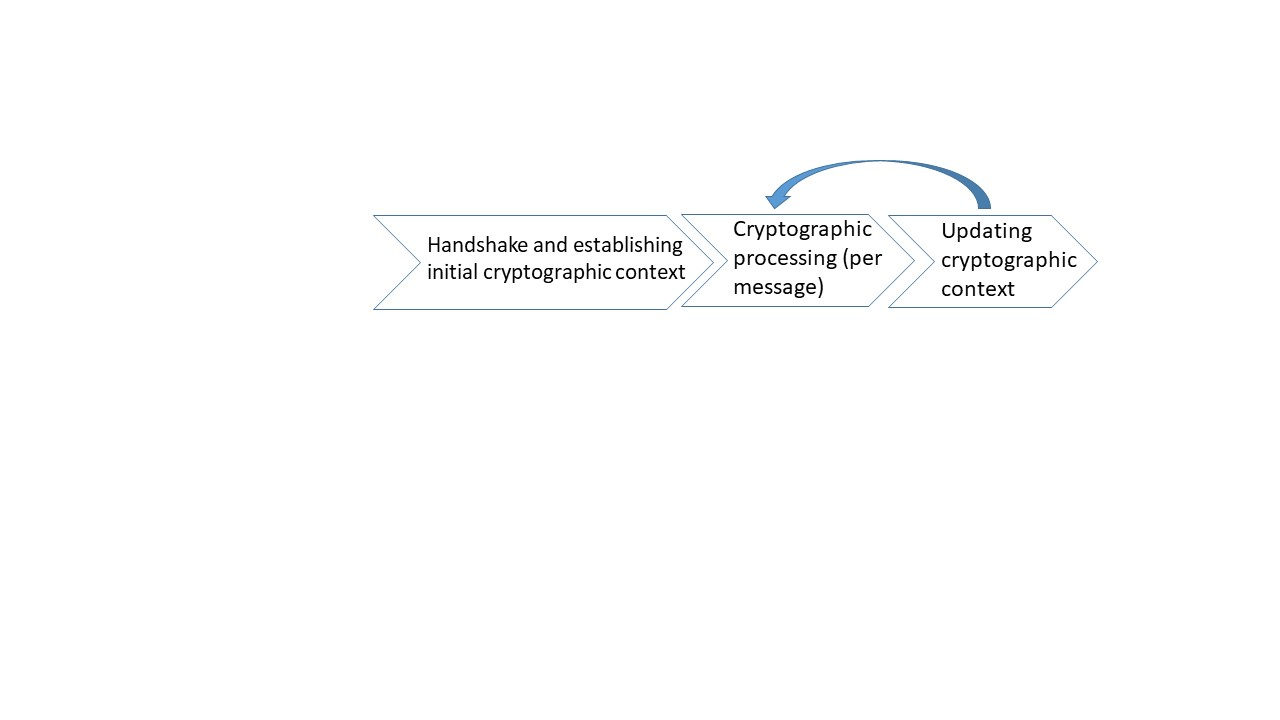 Handshake and establishing
initial cryptographic context
Cryptographic
processing (per
message)
Updating
cryptographic
context